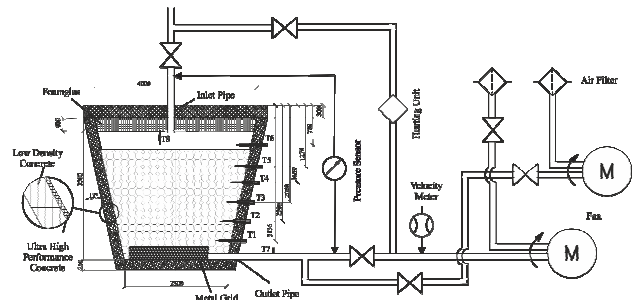 4000
Foamglas
Inlet Pipe
Air Filter
Heating Unit
300
T8
T6
Low Density
Concrete
T5
T4
Pressure Sensor
M
T3
Velocity
Meter
T2
Fan
T1
Ultra High
Performance
Concrete
T7
M
2500
Outlet Pipe
Metal Grid